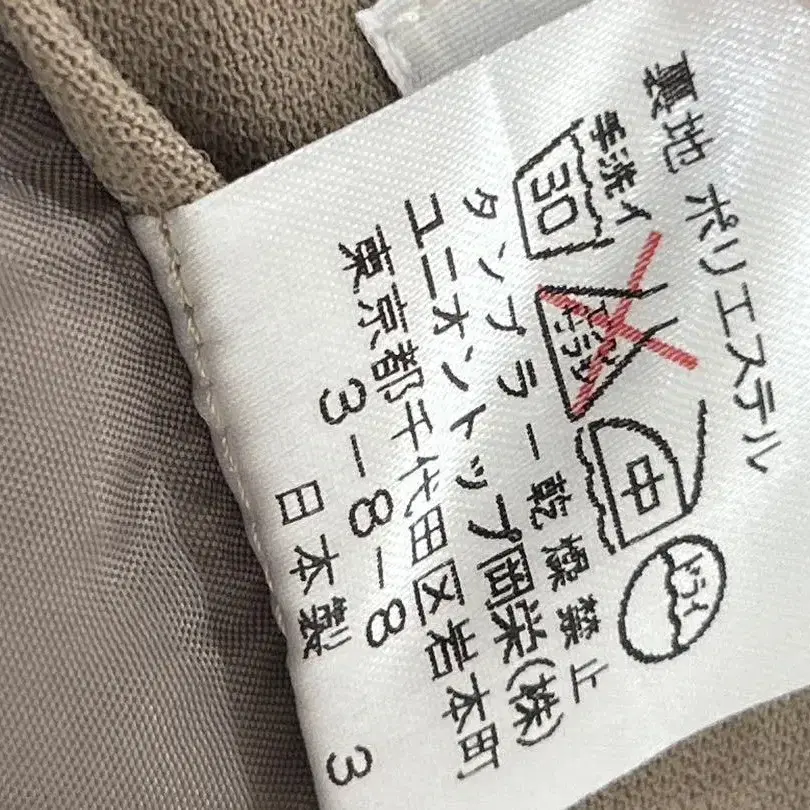 裏地 ポリエステル
手洗イ
30
エンソ
サラシ
中
ドライ
タンブラー乾燥禁止
ユニオントップ岡栄(株)
東京都千代田区岩本町
3-8-8
日本製 3